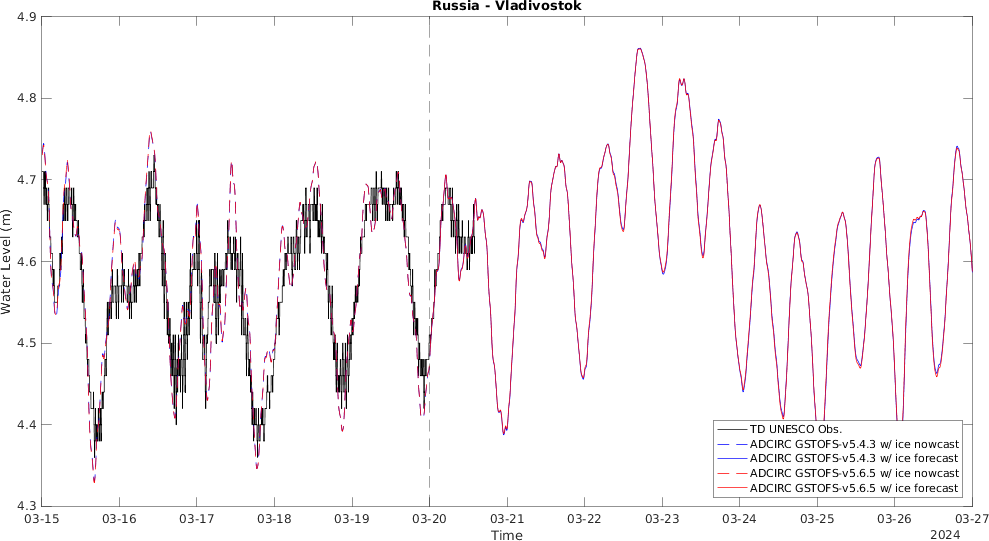 Russia - Vladivostok
4.9
4.8
4.7
4.6
4.5
4.4
4.3
Water Level (m)
TD UNESCO Obs.
ADCIRC GSTOFS-v5.4.3 w/ ice nowcast
ADCIRC GSTOFS-v5.4.3 w/ ice forecast
ADCIRC GSTOFS-v5.6.5 w/ ice nowcast
ADCIRC GSTOFS-v5.6.5 w/ ice forecast
03-15 03-16 03-17 03-18 03-19 03-20 03-21 03-22 03-23 03-24 03-25 03-26 03-27
Time
2024